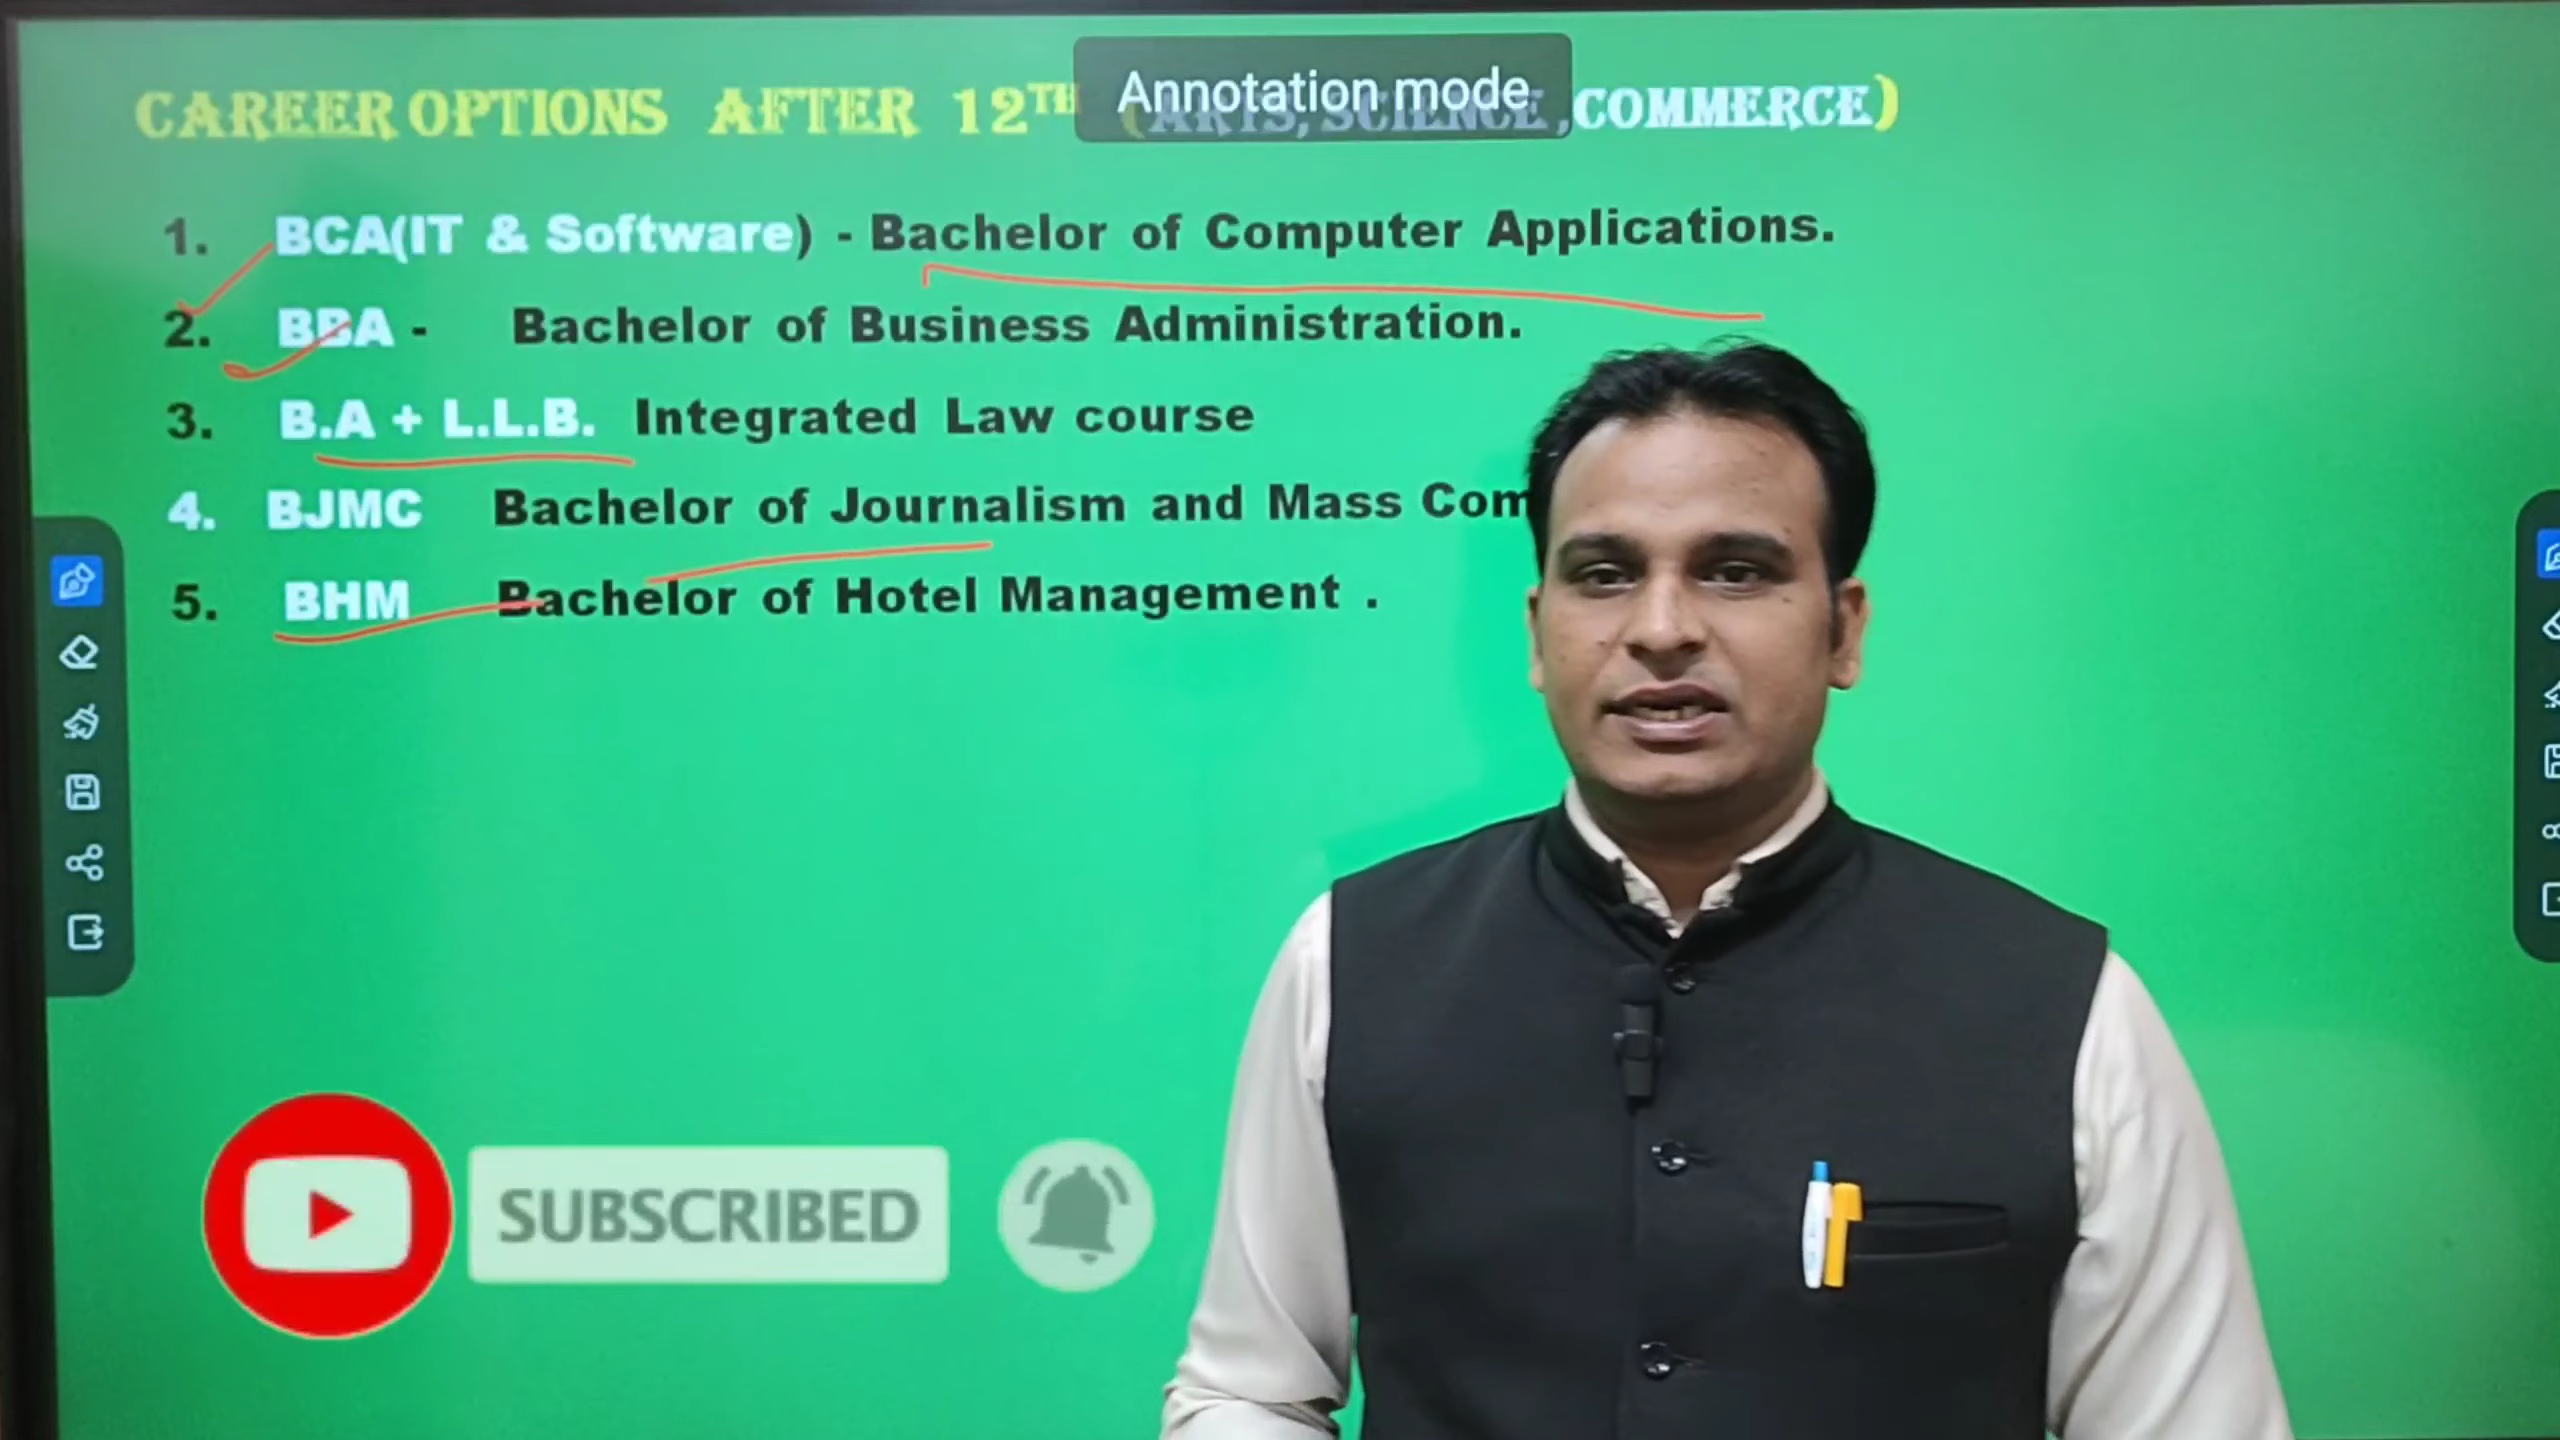 Annotation mode
CAREER OPTIONS AFTER 12TH (ARTS, SCIENCE, COMMERCE)
1. BCA(IT & Software) - Bachelor of Computer Applications.
2. BBA - Bachelor of Business Administration.
3. B.A + L.L.B. Integrated Law course
4. BJMC Bachelor of Journalism and Mass Com
5. BHM Bachelor of Hotel Management .
SUBSCRIBED